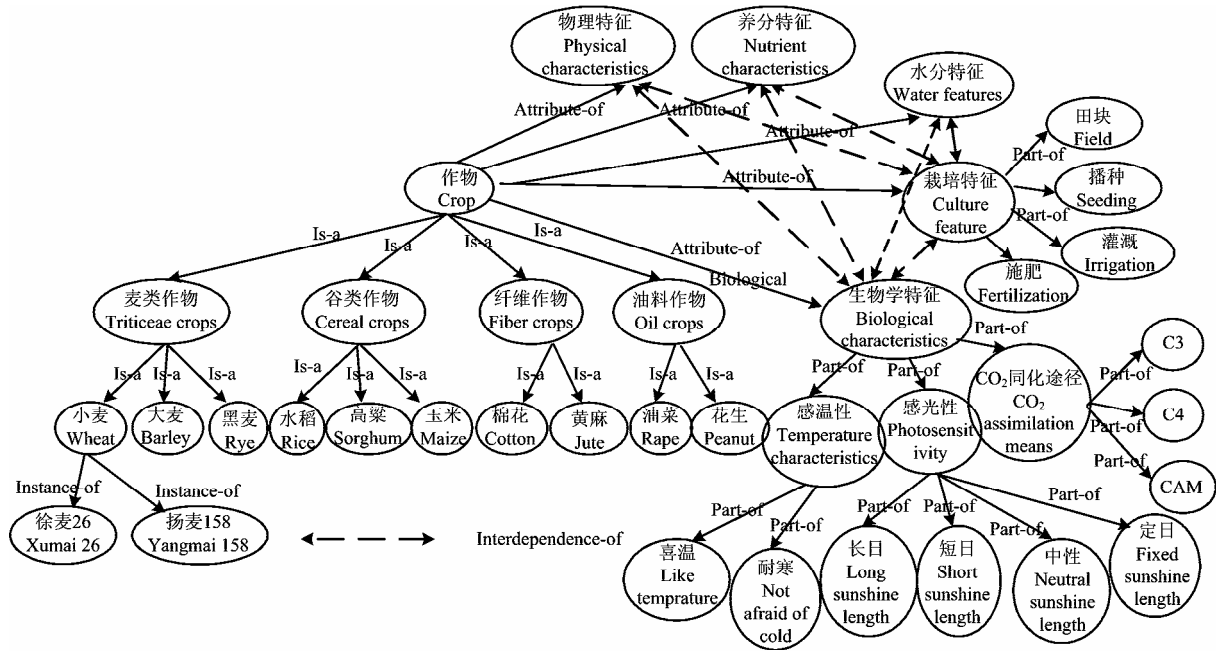 物理特征
Physical
characteristics
养分特征
Nutrient
characteristics
水分特征
Water features
Attribute-of
Attribute-of
Attribute-of
田块
Field
Part-of
作物
Crop
Attribute-of
栽培特征
Culture
feature
播种
Seeding
Part-of
灌溉
Irrigation
施肥
Fertilization
Is-a
Is-a
Is-a
Is-a
Attribute-of
Biological
麦类作物
Triticeae crops
谷类作物
Cereal crops
纤维作物
Fiber crops
油料作物
Oil crops
生物学特征
Biological
characteristics
Part-of
Part-of
Part-of
C3
Part-of
C4
Part-of
Part-of
CAM
Is-a
Is-a
Is-a
Is-a
Is-a
Is-a
Is-a
Is-a
Is-a
Is-a
小麦
Wheat
大麦
Barley
黑麦
Rye
水稻
Rice
高粱
Sorghum
玉米
Maize
棉花
Cotton
黄麻
Jute
油菜
Rape
花生
Peanut
感温性
Temperature
characteristics
感光性
Photosens
itivity
CO₂同化途径
CO₂
assimilation
means
Instance-of
Instance-of
徐麦26
Xumai 26
扬麦158
Yangmai 158
Interdependence-of
Part-of
Part-of
Part-of
Part-of
Part-of
Part-of
喜温
Like
temprature
耐寒
Not
afraid of
cold
长日
Long
sunshine
length
短日
Short
sunshine
length
中性
Neutral
sunshine
length
定日
Fixed
sunshine
length